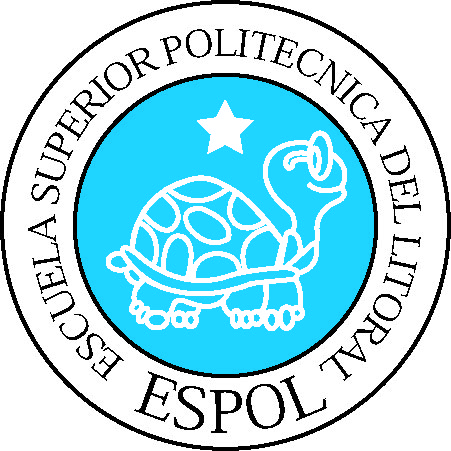 ESCUELA SUPERIOR POLITECNICA DEL LITORAL
ESPOL